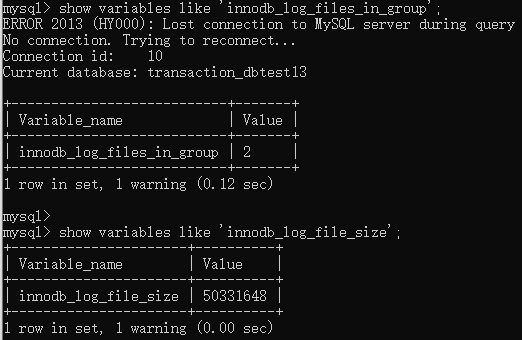 mysql> show variables like 'innodb_log_files_in_group';
ERROR 2013 (HY000): Lost connection to MySQL server during query
No connection. Trying to reconnect...
Connection id:    10
Current database: transaction_dbtest13

+---------------------------+-------+
| Variable_name             | Value |
+---------------------------+-------+
| innodb_log_files_in_group | 2     |
+---------------------------+-------+
1 row in set, 1 warning (0.12 sec)

mysql>
mysql> show variables like 'innodb_log_file_size';
+----------------------+----------+
| Variable_name        | Value    |
+----------------------+----------+
| innodb_log_file_size | 50331648 |
+----------------------+----------+
1 row in set, 1 warning (0.00 sec)